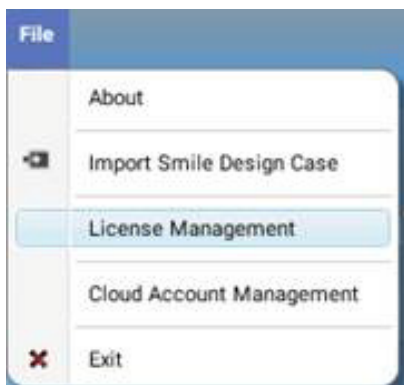 File
About
Import Smile Design Case
License Management
Cloud Account Management
Exit